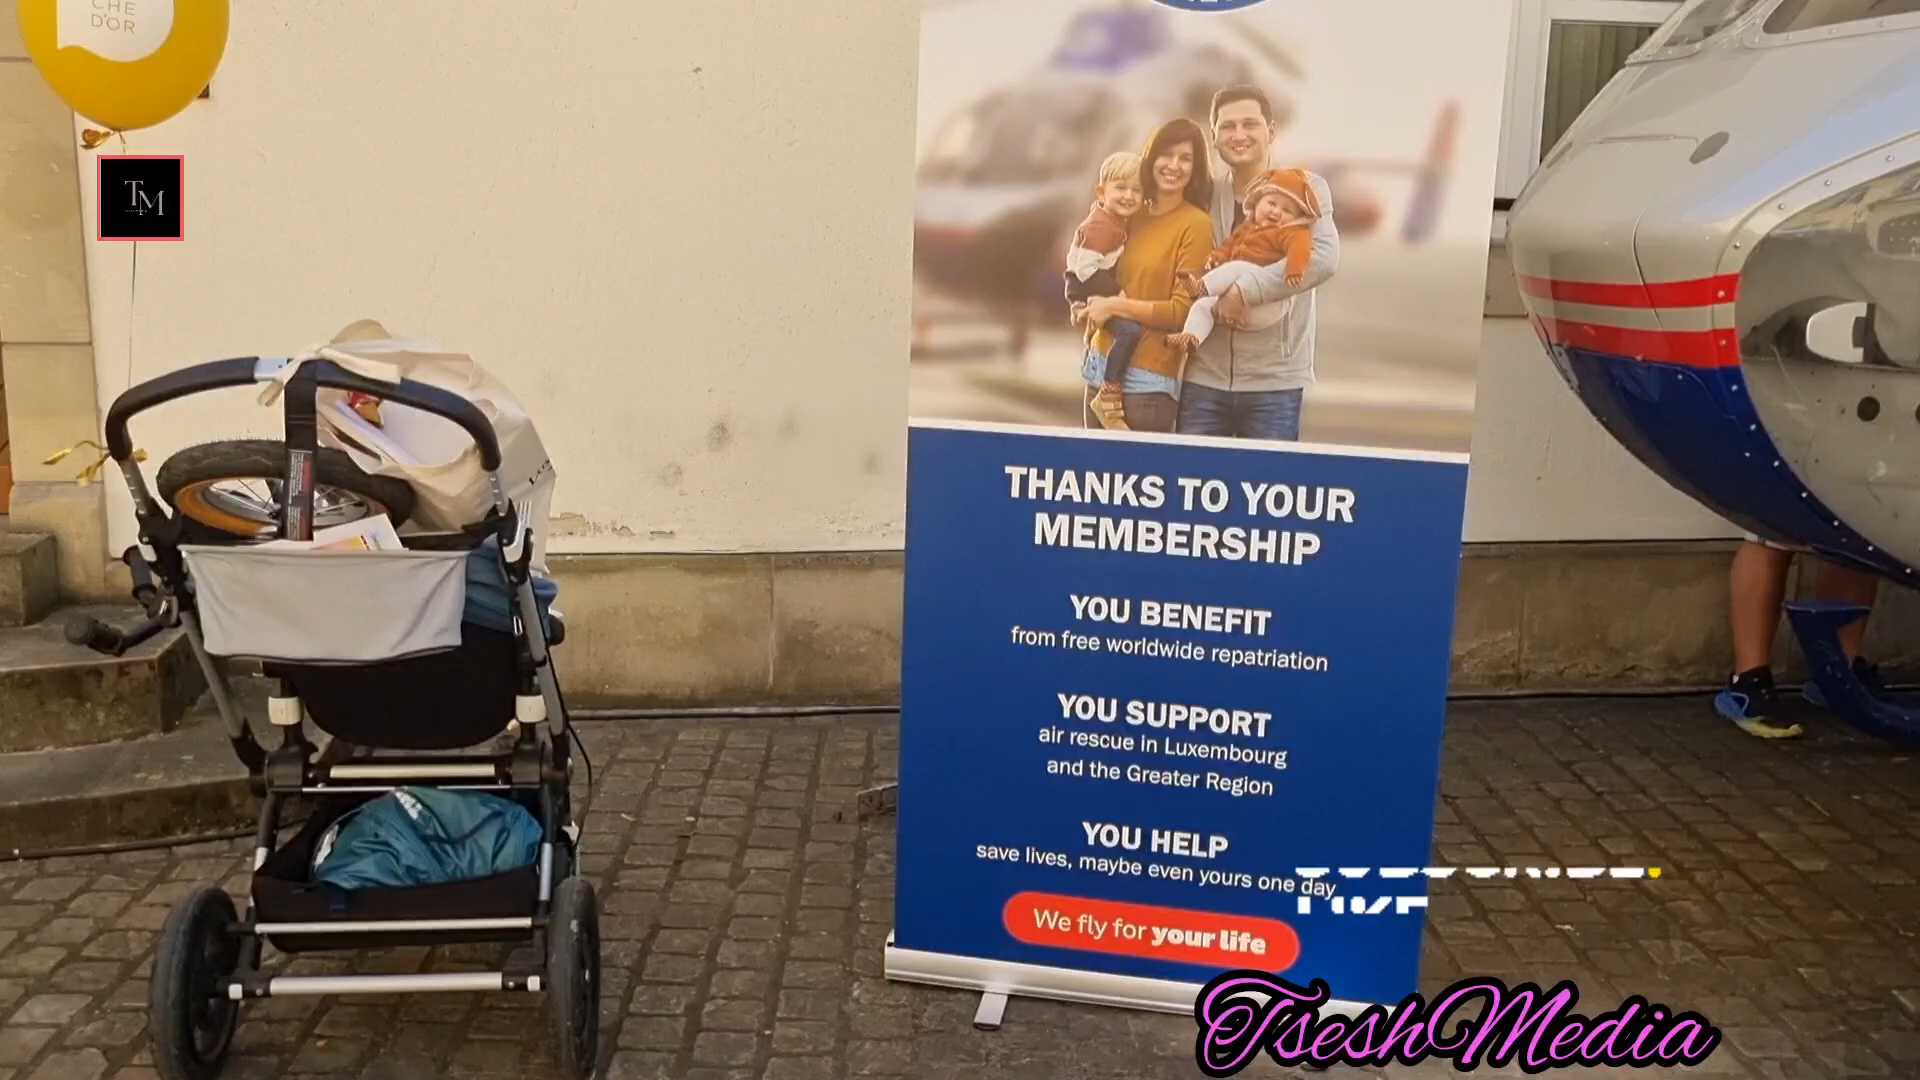 CHE
D'OR
TM
THANKS TO YOUR
MEMBERSHIP
YOU BENEFIT
from free worldwide repatriation
YOU SUPPORT
air rescue in Luxembourg
and the Greater Region
YOU HELP
save lives, maybe even yours one day
We fly for your life
TseshMedia